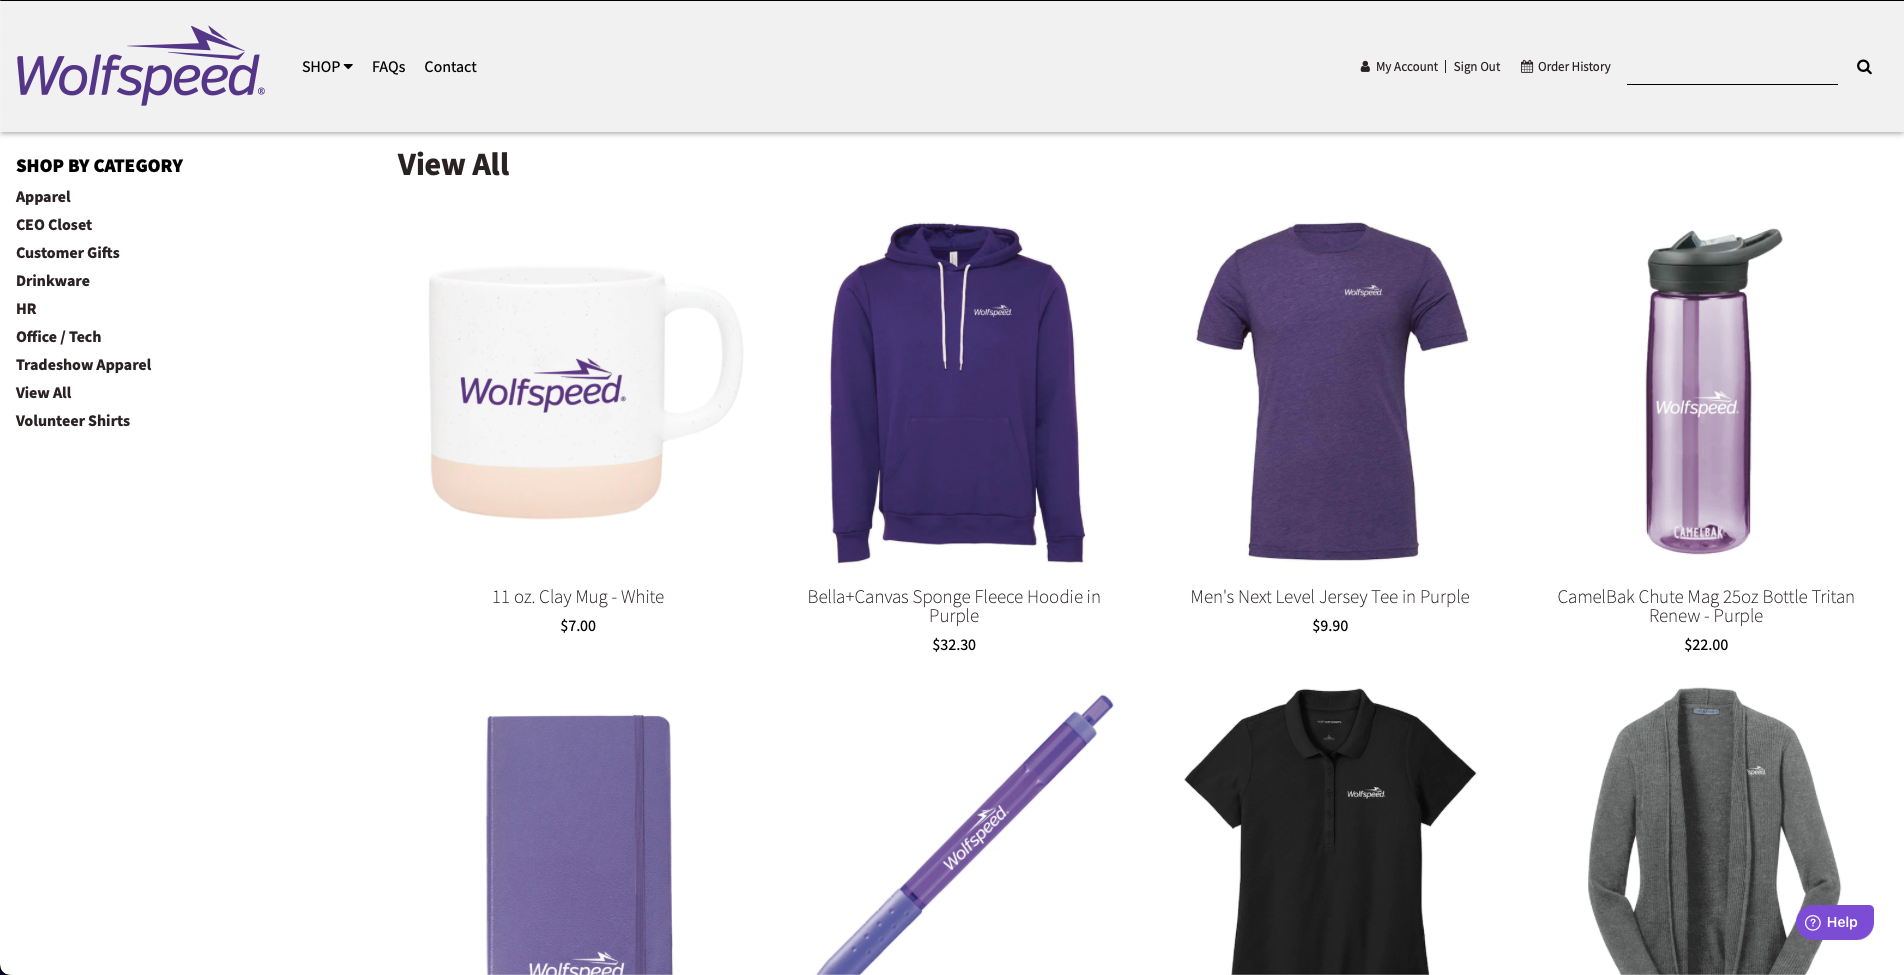 Wolfspeed®
SHOP
FAQs
Contact
My Account
Sign Out
Order History
SHOP BY CATEGORY
Apparel
CEO Closet
Customer Gifts
Drinkware
HR
Office / Tech
Tradeshow Apparel
View All
Volunteer Shirts
View All
Wolfspeed®
Wolfspeed
Wolfspeed
Wolfspeed
CAMELBAK
11 oz. Clay Mug - White
$7.00
Bella+Canvas Sponge Fleece Hoodie in
Purple
$32.30
Men's Next Level Jersey Tee in Purple
$9.90
CamelBak Chute Mag 25oz Bottle Tritan
Renew - Purple
$22.00
Wolfspeed
Wolfspeed
Wolfspeed
speed
Help